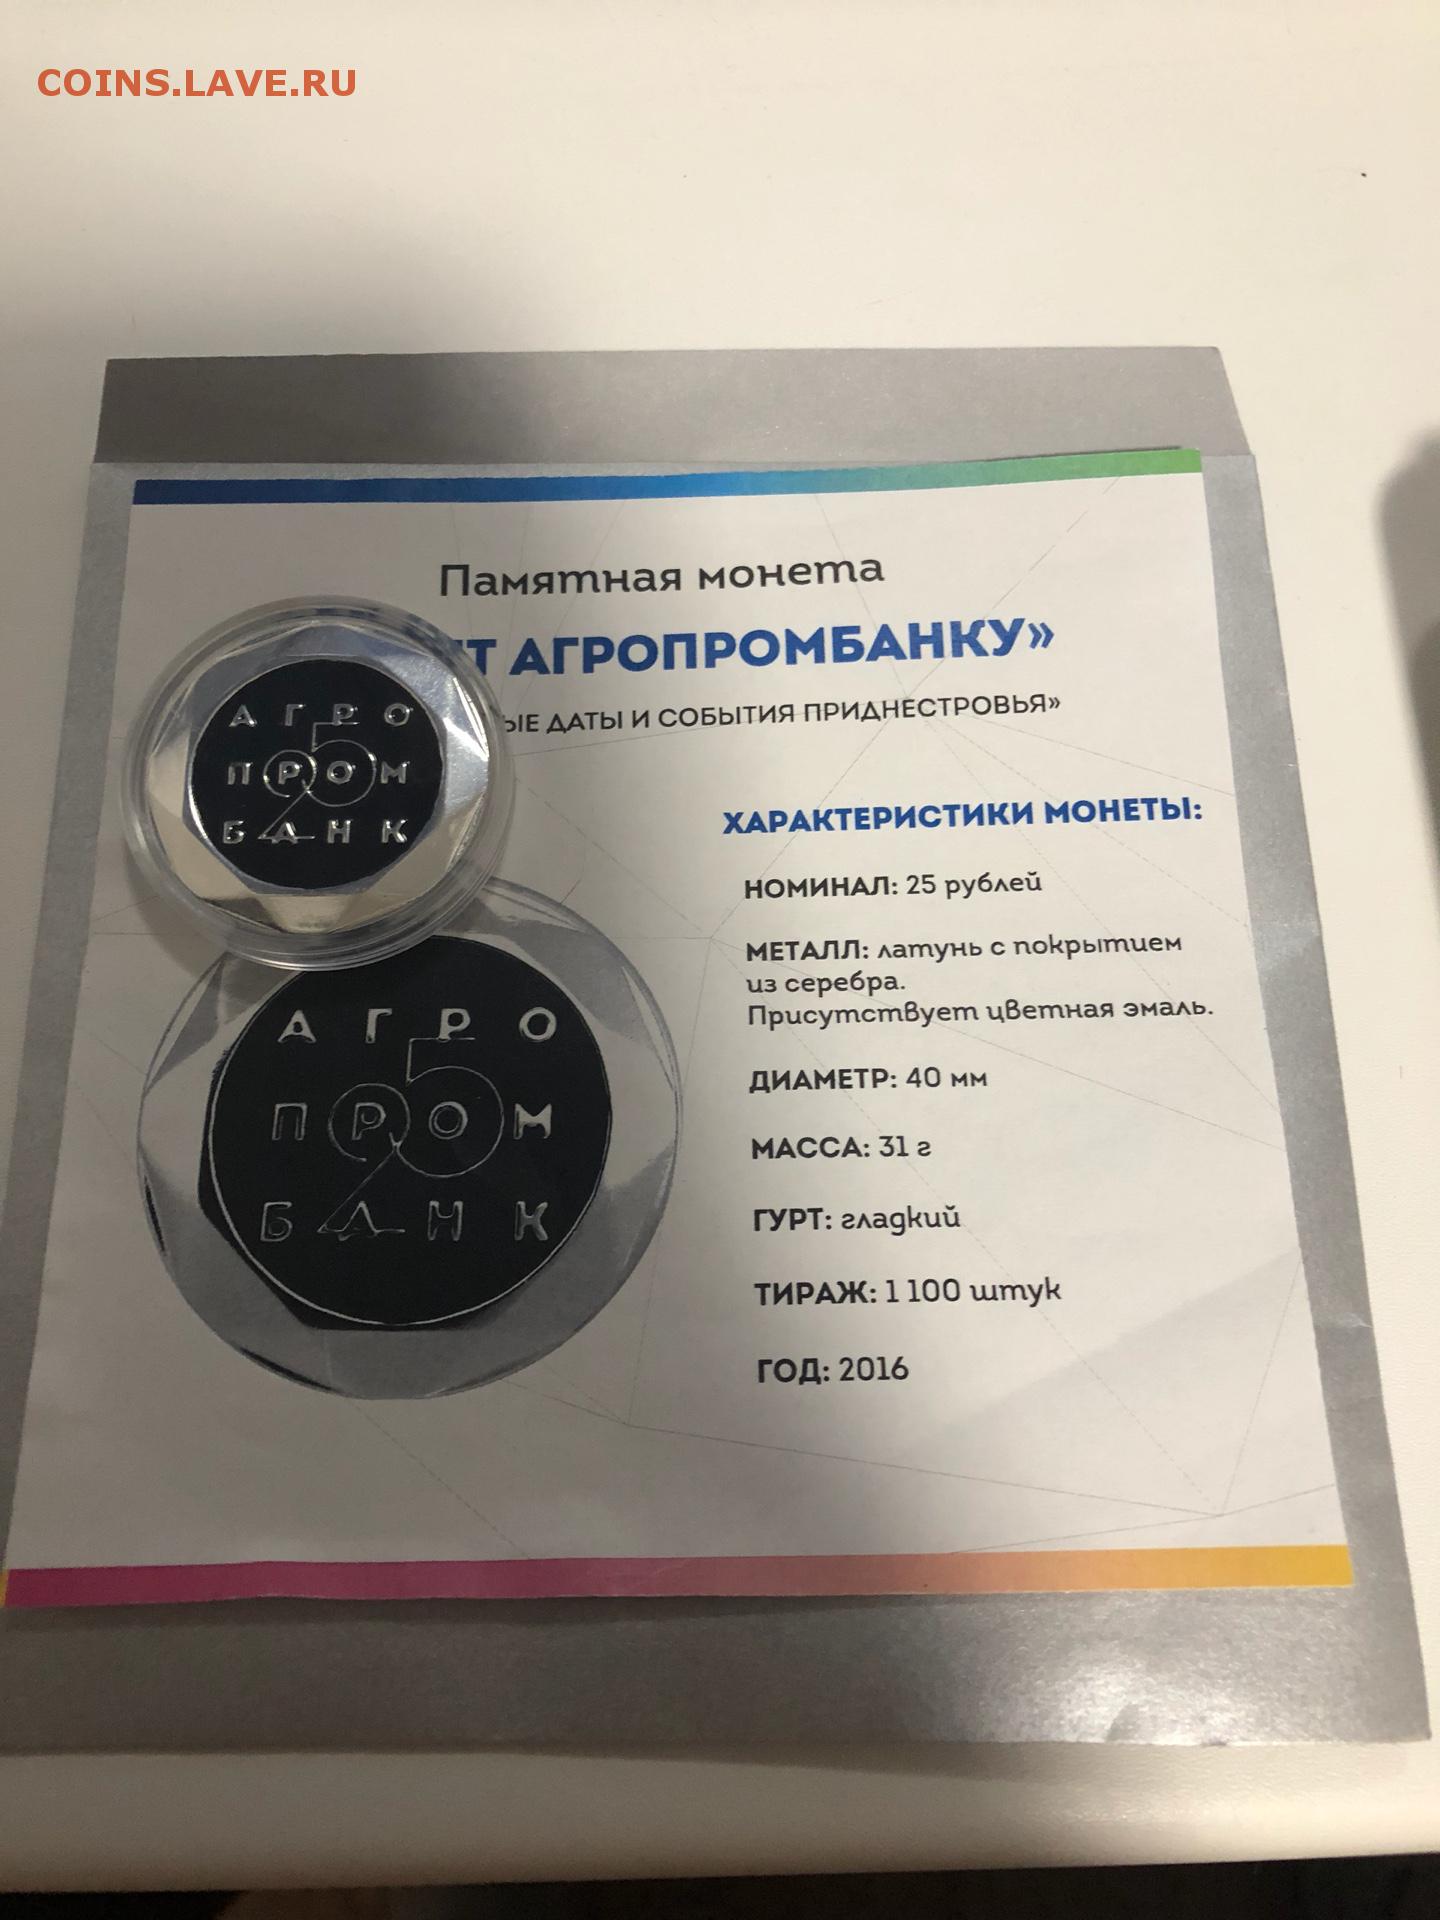 COINS.LAVE.RU
Памятная монета
АГРОПРОМБАНКУ»
ДАТЫ И СОБЫТИЯ ПРИДНЕСТРОВЬЯ»
АГРО
ПРОМ
БАНК
25
ХАРАКТЕРИСТИКИ МОНЕТЫ:
НОМИНАЛ: 25 рублей
МЕТАЛЛ: латунь с покрытием
из серебра.
Присутствует цветная эмаль.
ДИАМЕТР: 40 мм
МАССА: 31 г
ГУРТ: гладкий
ТИРАЖ: 1 100 штук
ГОД: 2016
АГРО
ПРОМ
БАНК
25